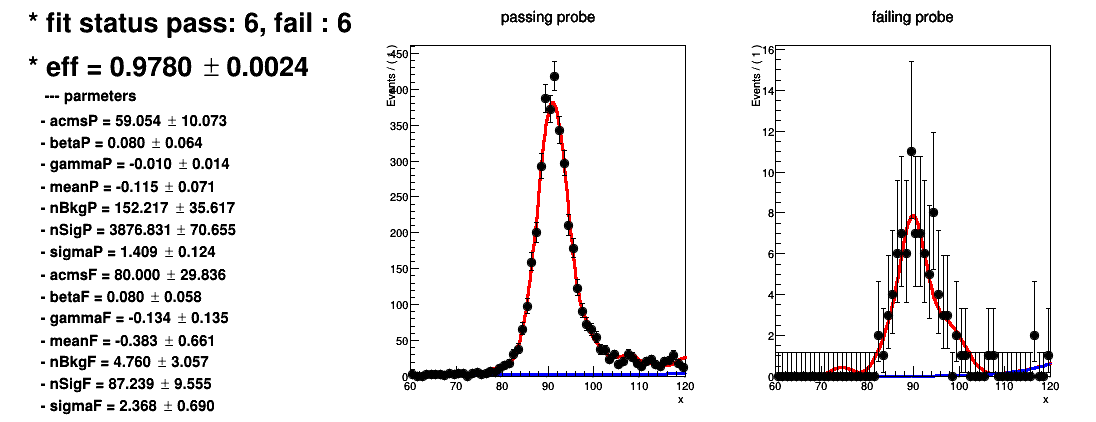 * fit status pass: 6, fail : 6
* eff = 0.9780 ± 0.0024
--- parmeters
- acmsP = 59.054 ± 10.073
- betaP = 0.080 ± 0.064
- gammaP = -0.010 ± 0.014
- meanP = -0.115 ± 0.071
- nBkgP = 152.217 ± 35.617
- nSigP = 3876.831 ± 70.655
- sigmaP = 1.409 ± 0.124
- acmsF = 80.000 ± 29.836
- betaF = 0.080 ± 0.058
- gammaF = -0.134 ± 0.135
- meanF = -0.383 ± 0.661
- nBkgF = 4.760 ± 3.057
- nSigF = 87.239 ± 9.555
- sigmaF = 2.368 ± 0.690
passing probe
Events / ( 1 )
450
400
350
300
250
200
150
100
50
0
60 70 80 90 100 110 120
x
failing probe
Events / ( 1 )
16
14
12
10
8
6
4
2
0
60 70 80 90 100 110 120
x